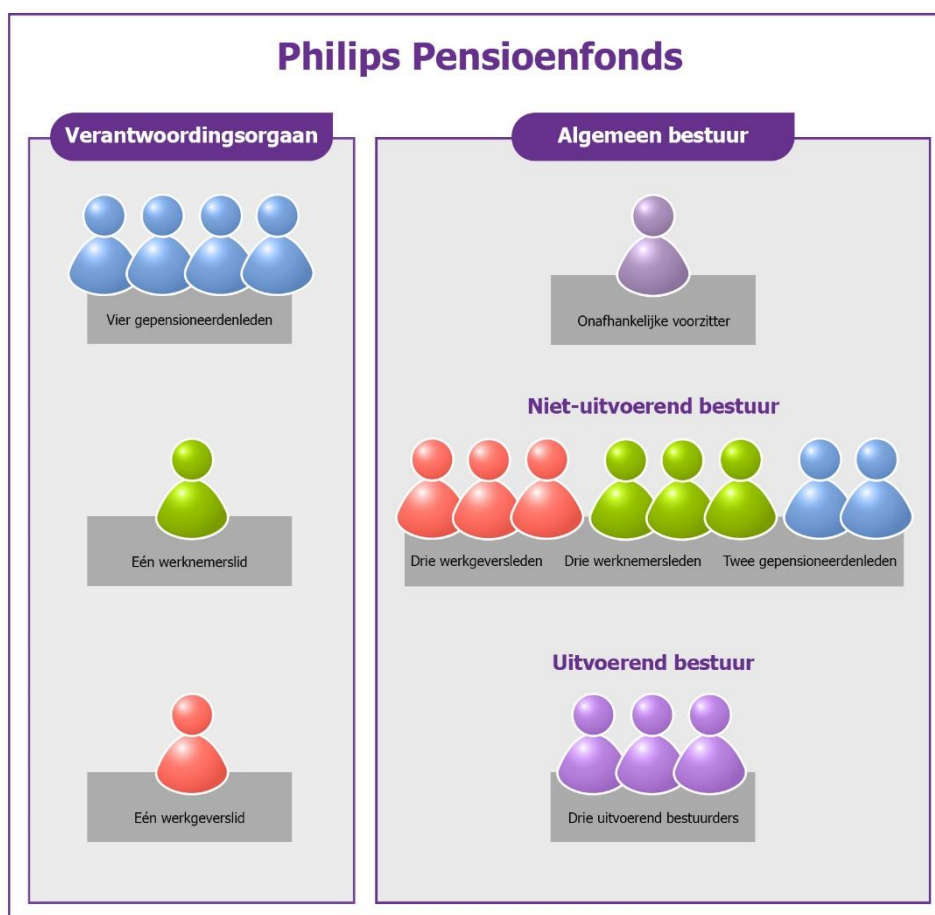 Philips Pensioenfonds
Verantwoordingsorgaan
Vier gepensioneerdenleden
Eén werknemerslid
Eén werkgeverslid
Algemeen bestuur
Onafhankelijke voorzitter
Niet-uitvoerend bestuur
Drie werkgeversleden
Drie werknemersleden
Twee gepensioneerdenleden
Uitvoerend bestuur
Drie uitvoerend bestuurders